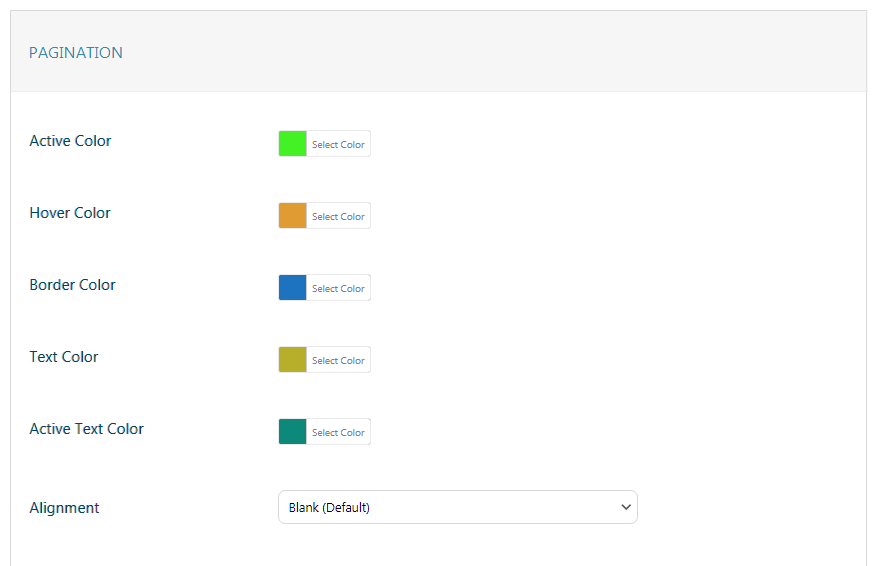 PAGINATION
Active Color
Select Color
Hover Color
Select Color
Border Color
Select Color
Text Color
Select Color
Active Text Color
Select Color
Alignment
Blank (Default)